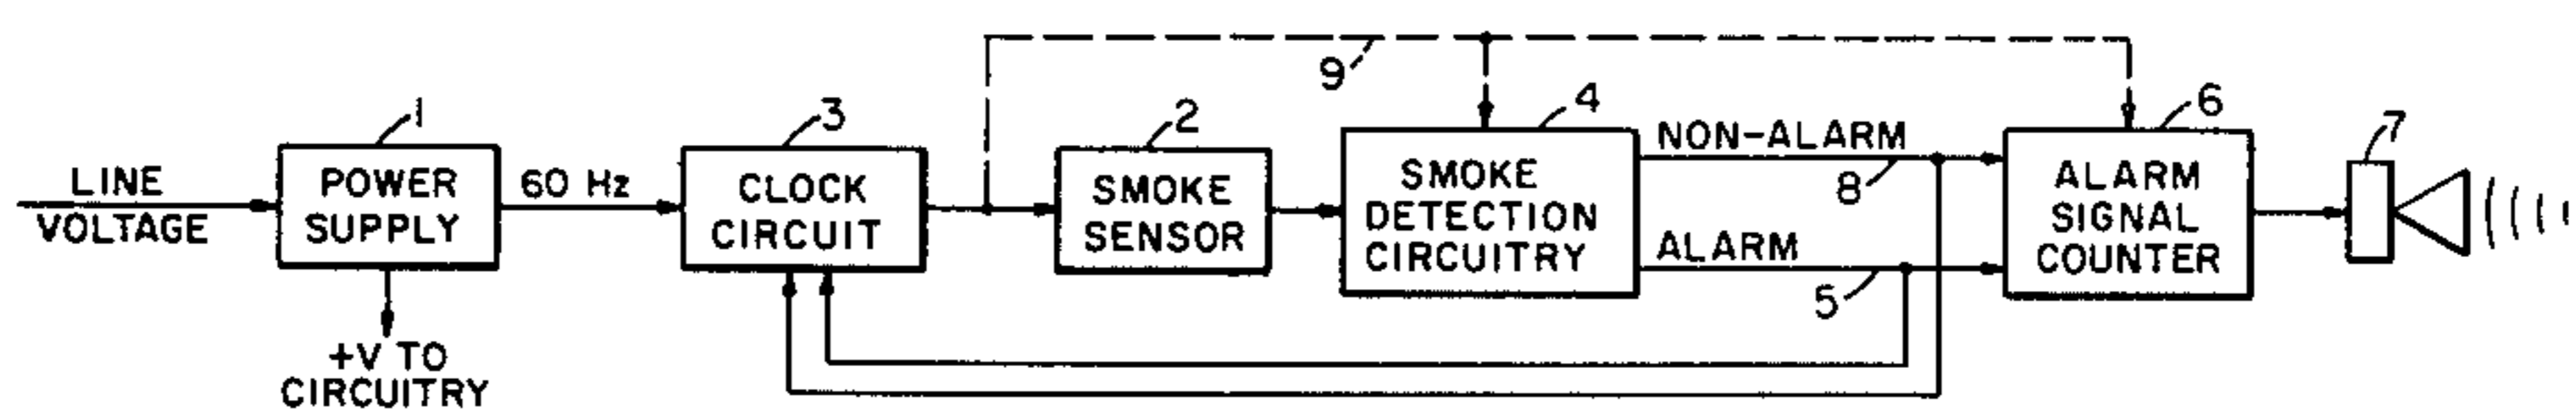 LINE
VOLTAGE
1
POWER
SUPPLY
+V TO
CIRCUITRY
60 Hz
3
CLOCK
CIRCUIT
2
SMOKE
SENSOR
9
4
SMOKE
DETECTION
CIRCUITRY
NON-ALARM
8
ALARM
5
6
ALARM
SIGNAL
COUNTER
7